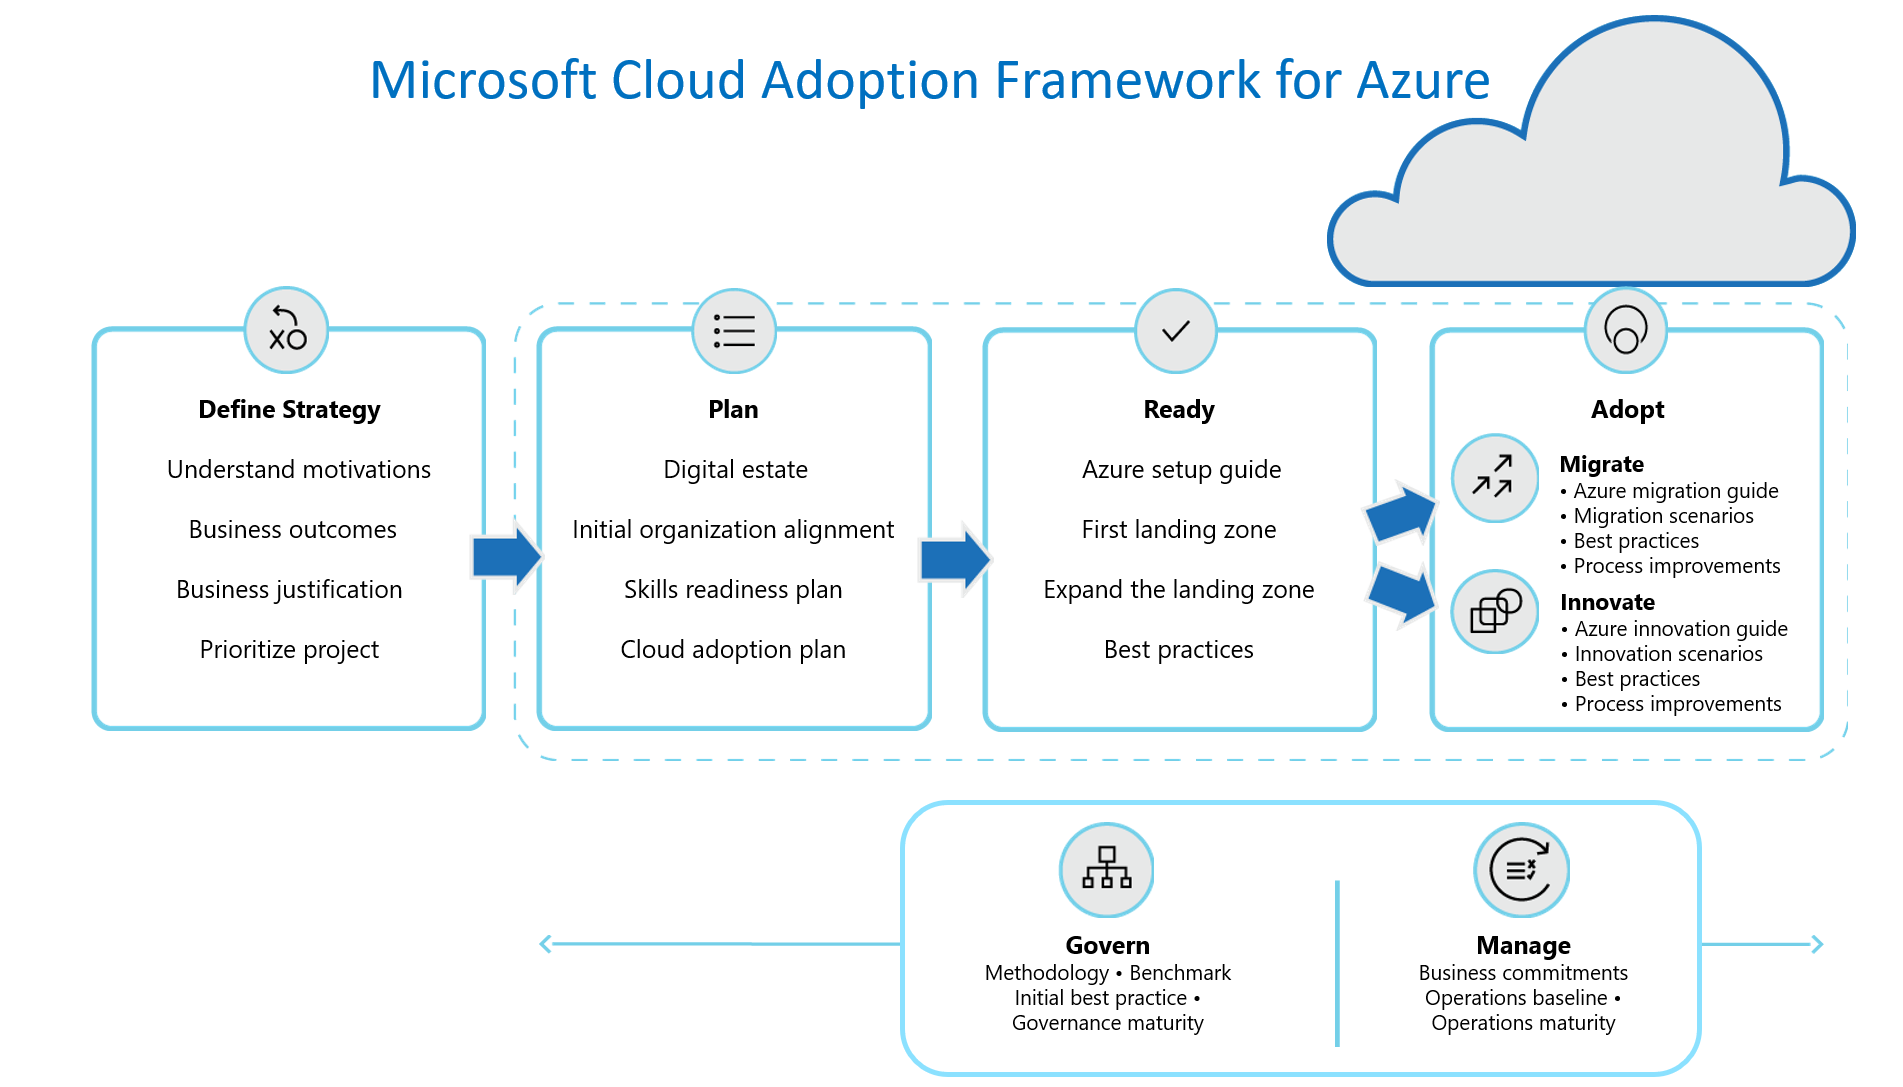 Microsoft Cloud Adoption Framework for Azure
Define Strategy
Understand motivations
Business outcomes
Business justification
Prioritize project
Plan
Digital estate
Initial organization alignment
Skills readiness plan
Cloud adoption plan
Ready
Azure setup guide
First landing zone
Expand the landing zone
Best practices
Adopt
Migrate
• Azure migration guide
• Migration scenarios
• Best practices
• Process improvements
Innovate
• Azure innovation guide
• Innovation scenarios
• Best practices
• Process improvements
Govern
Methodology • Benchmark
Initial best practice •
Governance maturity
Manage
Business commitments
Operations baseline •
Operations maturity